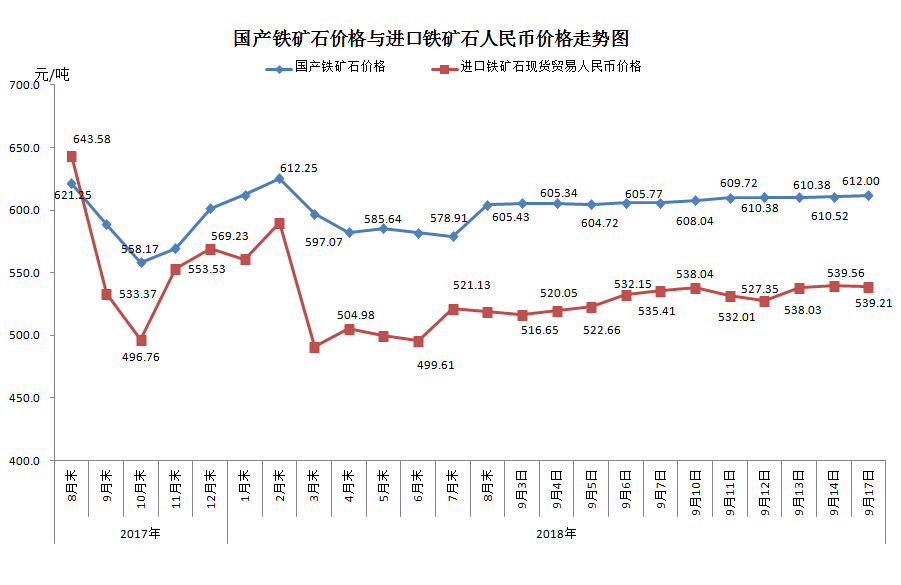 国产铁矿石价格与进口铁矿石人民币价格走势图
国产铁矿石价格
进口铁矿石现货贸易人民币价格
元/吨
700.0
650.0
600.0
550.0
500.0
450.0
400.0
643.58
621.25
558.17
533.37
496.76
553.53
569.23
612.25
597.07
504.98
585.64
499.61
578.91
521.13
605.43
516.65
605.34
520.05
604.72
522.66
605.77
532.15
535.41
608.04
538.04
609.72
532.01
610.38
527.35
610.38
538.03
610.52
539.56
612.00
539.21
8月末
9月末
10月末
11月末
12月末
1月末
2月末
3月末
4月末
5月末
6月末
7月末
8月末
9月3日
9月4日
9月5日
9月6日
9月7日
9月10日
9月11日
9月12日
9月13日
9月14日
9月17日
2017年
2018年